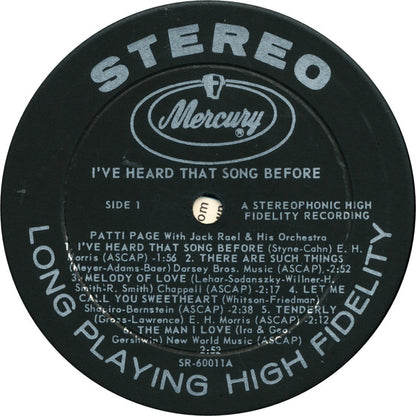 STEREO
Mercury ®
I'VE HEARD THAT SONG BEFORE
SIDE 1
A STEREOPHONIC HIGH
FIDELITY RECORDING
PATTI PAGE With Jack Rael & His Orchestra
1. I'VE HEARD THAT SONG BEFORE (Styne-Cahn) E. H.
Morris (ASCAP) -1:56 2. THERE ARE SUCH THINGS
(Meyer-Adams-Baer) Dorsey Bros. Music (ASCAP) -2:52
3. MELODY OF LOVE (Lehar-Sadanszky-Willner-H.
Smith-R. Smith) Chappell (ASCAP) -2:17 4. LET ME
CALL YOU SWEETHEART (Whitson-Friedman)
Shapiro-Bernstein (ASCAP) -2:38 5. TENDERLY
(Gross-Lawrence) E. H. Morris (ASCAP) -2:12
6. THE MAN I LOVE (Ira & Geo.
Gershwin) New World Music (ASCAP)
2:52
SR-60011A
LONG PLAYING HIGH FIDELITY